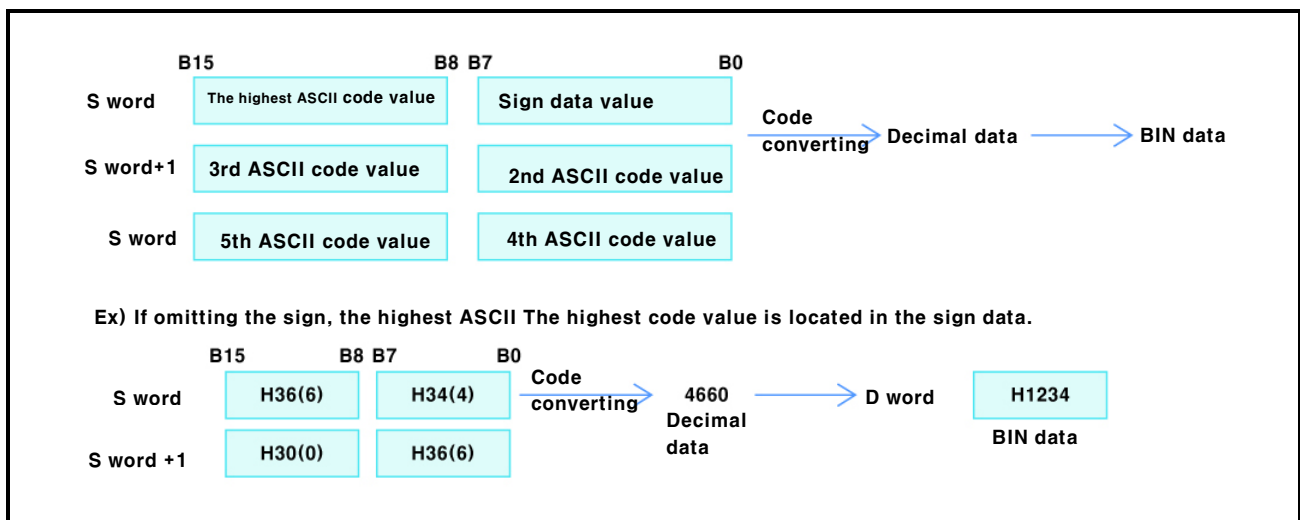 B15 B8 B7 B0
S word The highest ASCII code value Sign data value
Code
converting Decimal data BIN data
S word+1 3rd ASCII code value 2nd ASCII code value
S word 5th ASCII code value 4th ASCII code value
Ex) If omitting the sign, the highest ASCII The highest code value is located in the sign data.
B15 B8 B7 B0
S word H36(6) H34(4) Code
converting 4660 D word H1234
Decimal
data
BIN data
S word +1 H30(0) H36(6)